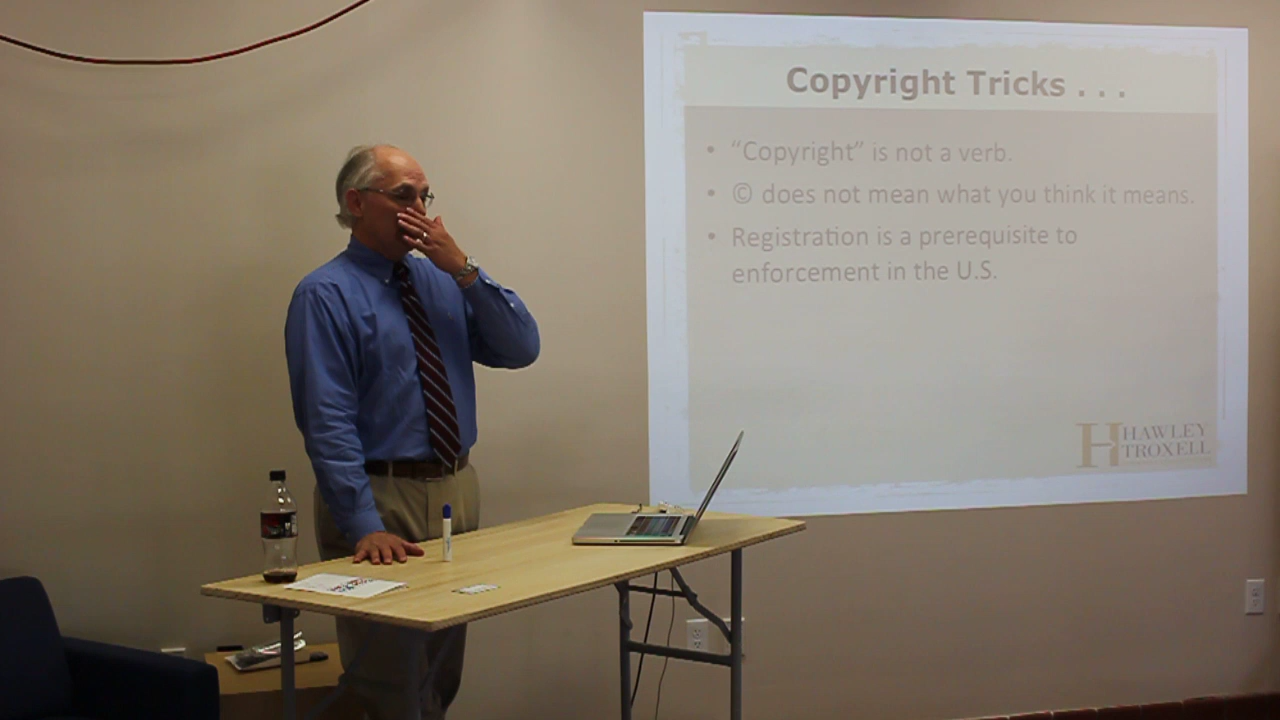 Copyright Tricks . . .
• “Copyright” is not a verb.
• © does not mean what you think it means.
• Registration is a prerequisite to
enforcement in the U.S.
HAWLEY
TROXELL